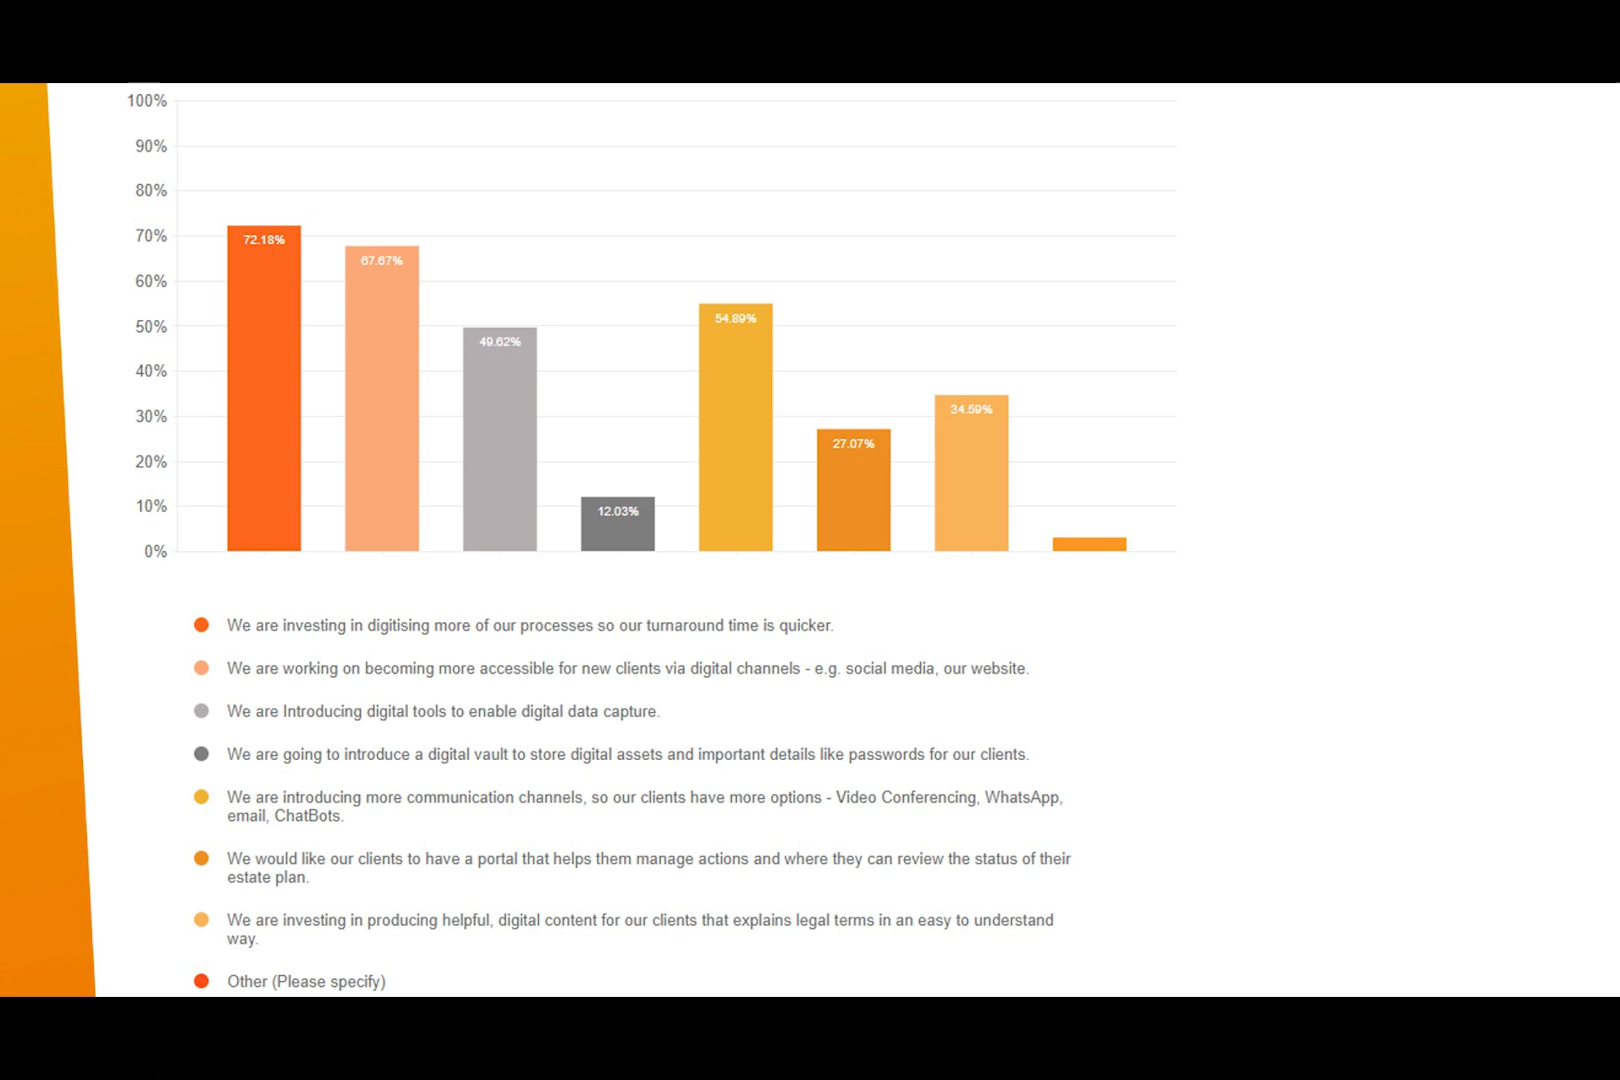 100%
90%
80%
70%
60%
50%
40%
30%
20%
10%
0%
72.18%
67.67%
49.62%
12.03%
54.89%
27.07%
34.59%
We are investing in digitising more of our processes so our turnaround time is quicker.
We are working on becoming more accessible for new clients via digital channels - e.g. social media, our website.
We are Introducing digital tools to enable digital data capture.
We are going to introduce a digital vault to store digital assets and important details like passwords for our clients.
We are introducing more communication channels, so our clients have more options - Video Conferencing, WhatsApp,
email, ChatBots.
We would like our clients to have a portal that helps them manage actions and where they can review the status of their
estate plan.
We are investing in producing helpful, digital content for our clients that explains legal terms in an easy to understand
way.
Other (Please specify)